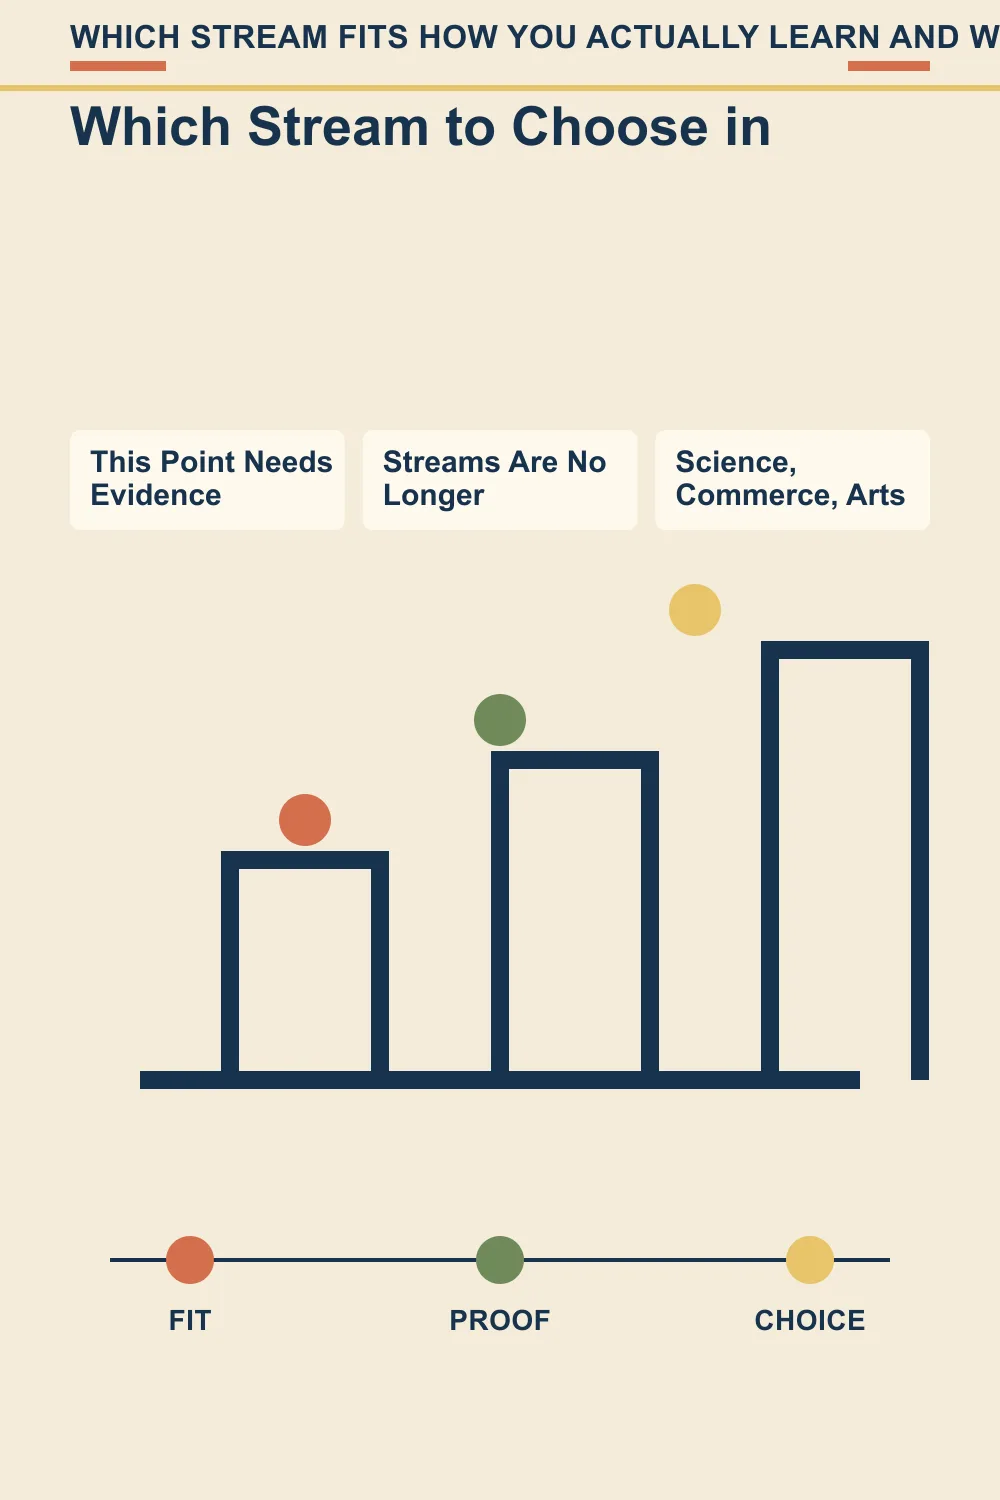 WHICH STREAM FITS HOW YOU ACTUALLY LEARN AND W
Which Stream to Choose in
This Point Needs
Evidence
Streams Are No
Longer
Science,
Commerce, Arts
FIT
PROOF
CHOICE